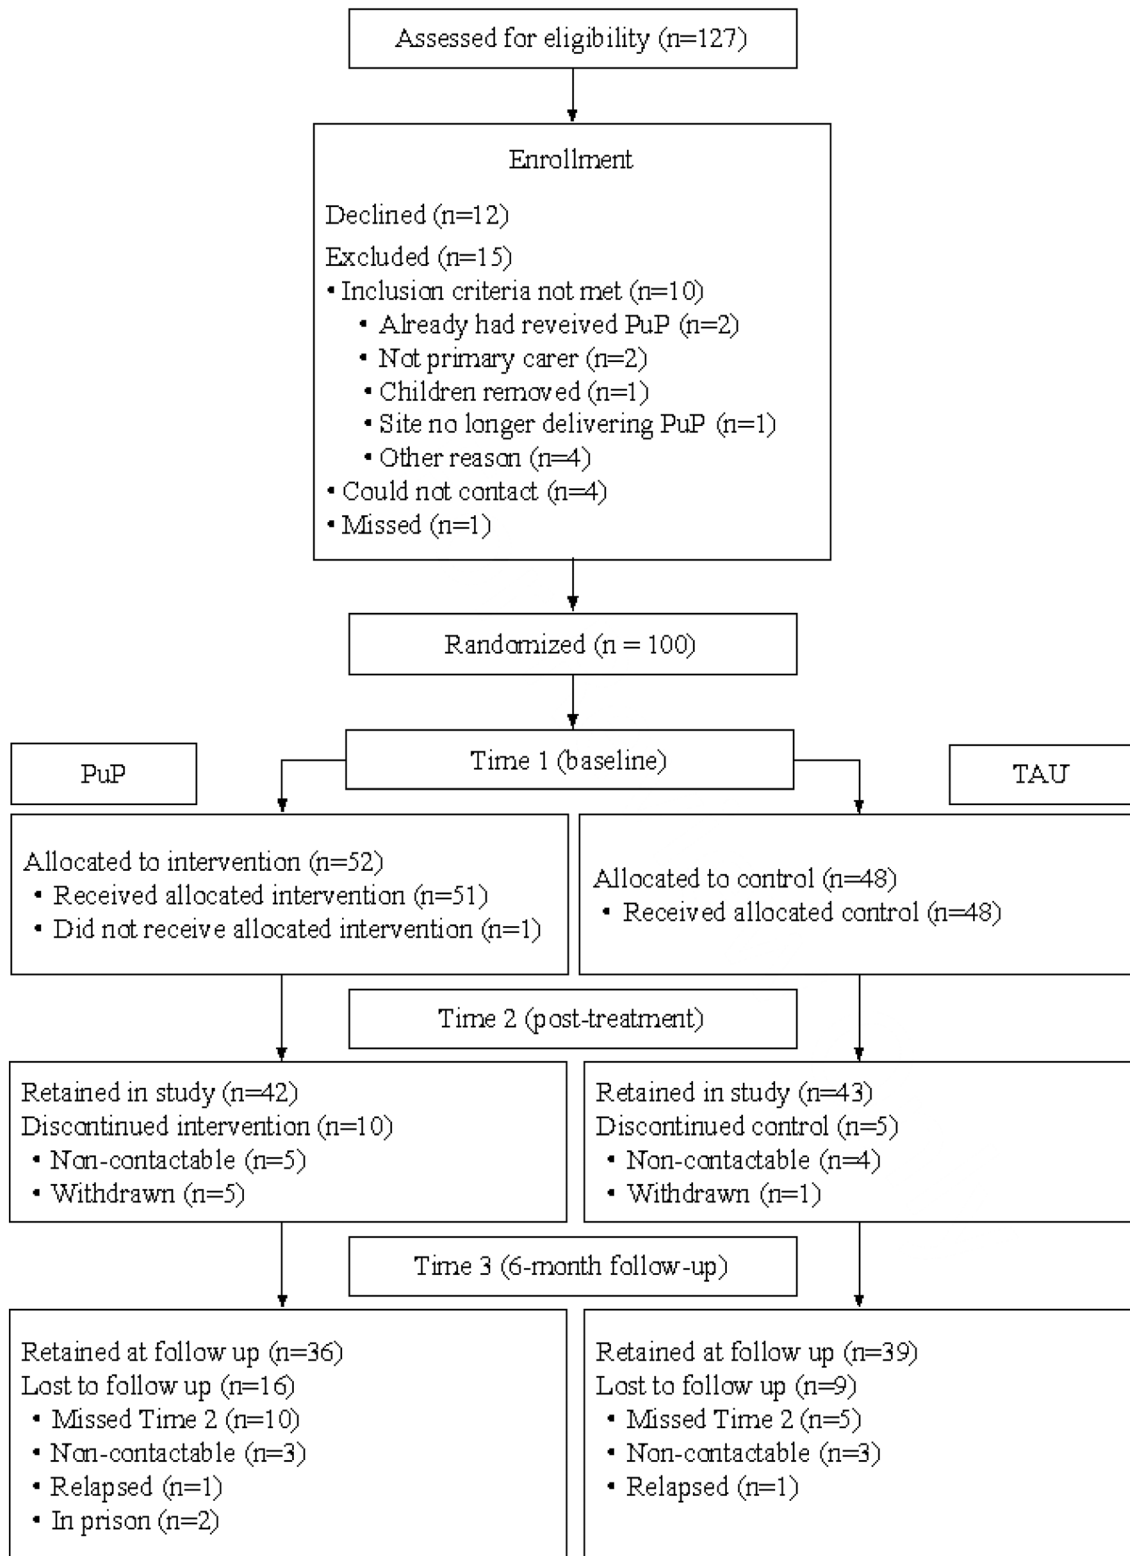 Assessed for eligibility (n=127)
Enrollment
Declined (n=12)
Excluded (n=15)
• Inclusion criteria not met (n=10)
• Already had reveived PuP (n=2)
• Not primary carer (n=2)
• Children removed (n=1)
• Site no longer delivering PuP (n=1)
• Other reason (n=4)
• Could not contact (n=4)
• Missed (n=1)
Randomized (n = 100)
Time 1 (baseline)
PuP
TAU
Allocated to intervention (n=52)
• Received allocated intervention (n=51)
• Did not receive allocated intervention (n=1)
Allocated to control (n=48)
• Received allocated control (n=48)
Time 2 (post-treatment)
Retained in study (n=42)
Discontinued intervention (n=10)
• Non-contactable (n=5)
• Withdrawn (n=5)
Retained in study (n=43)
Discontinued control (n=5)
• Non-contactable (n=4)
• Withdrawn (n=1)
Time 3 (6-month follow-up)
Retained at follow up (n=36)
Lost to follow up (n=16)
• Missed Time 2 (n=10)
• Non-contactable (n=3)
• Relapsed (n=1)
• In prison (n=2)
Retained at follow up (n=39)
Lost to follow up (n=9)
• Missed Time 2 (n=5)
• Non-contactable (n=3)
• Relapsed (n=1)